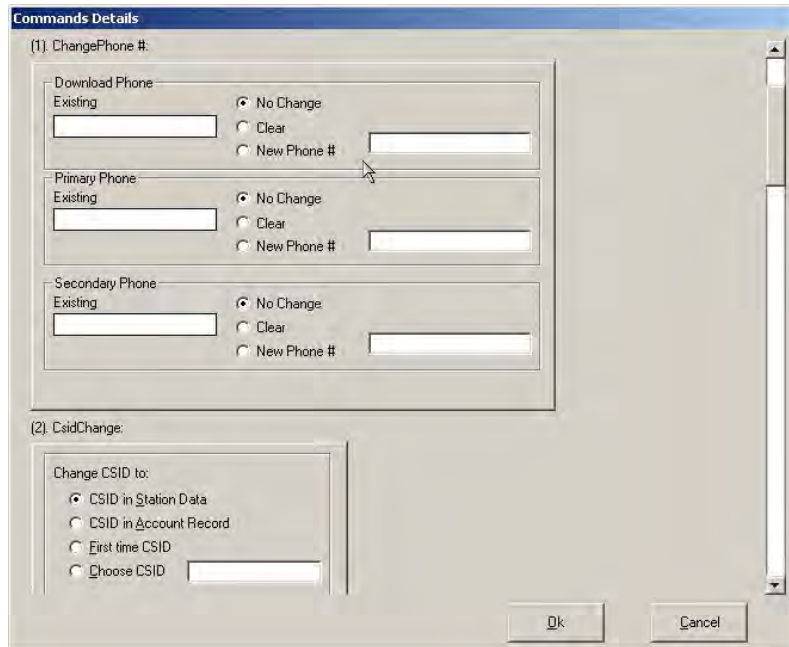 Commands Details
(1). ChangePhone #:
Download Phone
Existing
No Change
Clear
New Phone #
Primary Phone
Existing
No Change
Clear
New Phone #
Secondary Phone
Existing
No Change
Clear
New Phone #
(2). CsidChange:
Change CSID to:
CSID in Station Data
CSID in Account Record
First time CSID
Choose CSID
Ok Cancel